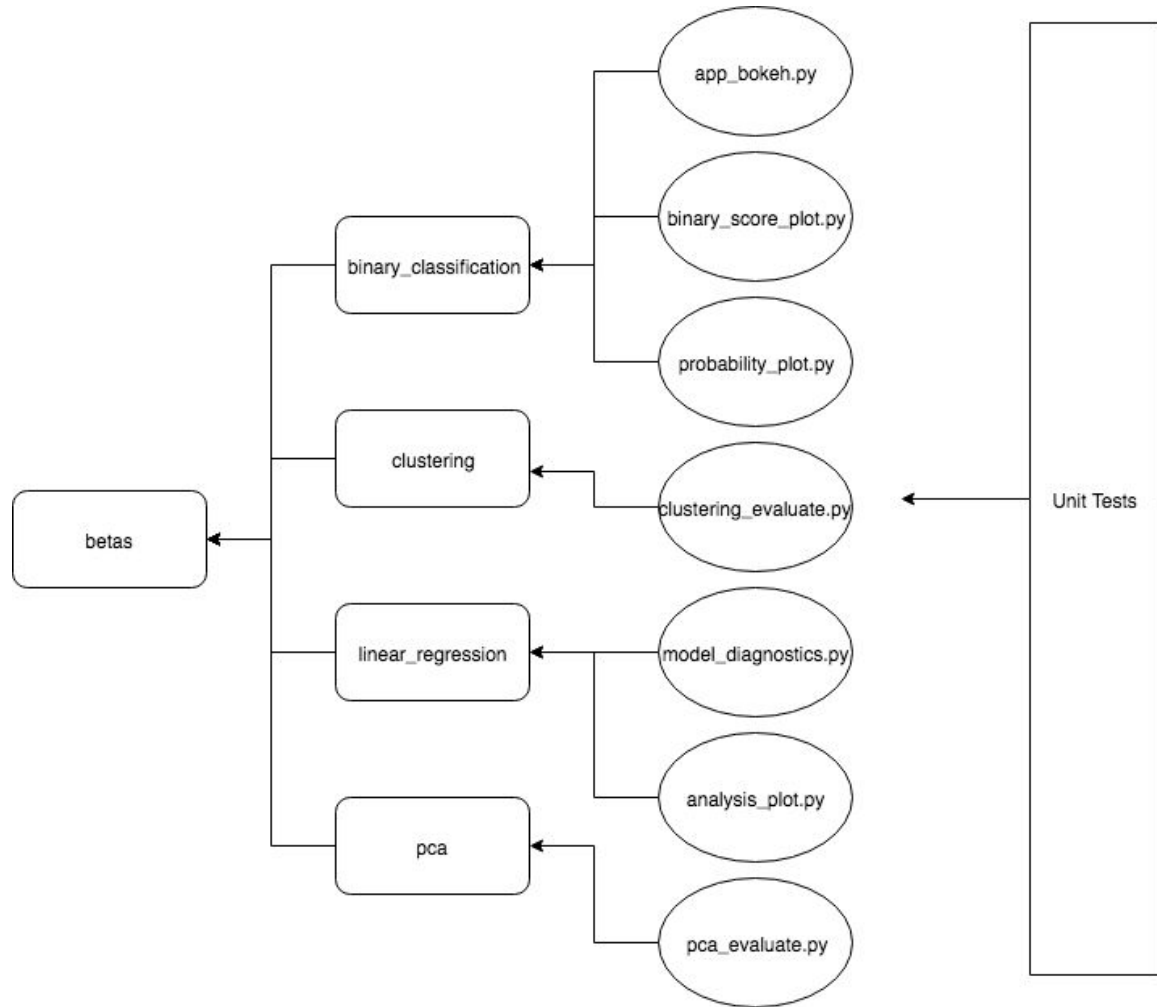 app_bokeh.py
binary_score_plot.py
binary_classification
probability_plot.py
clustering
clustering_evaluate.py
Unit Tests
betas
linear_regression
model_diagnostics.py
analysis_plot.py
pca
pca_evaluate.py